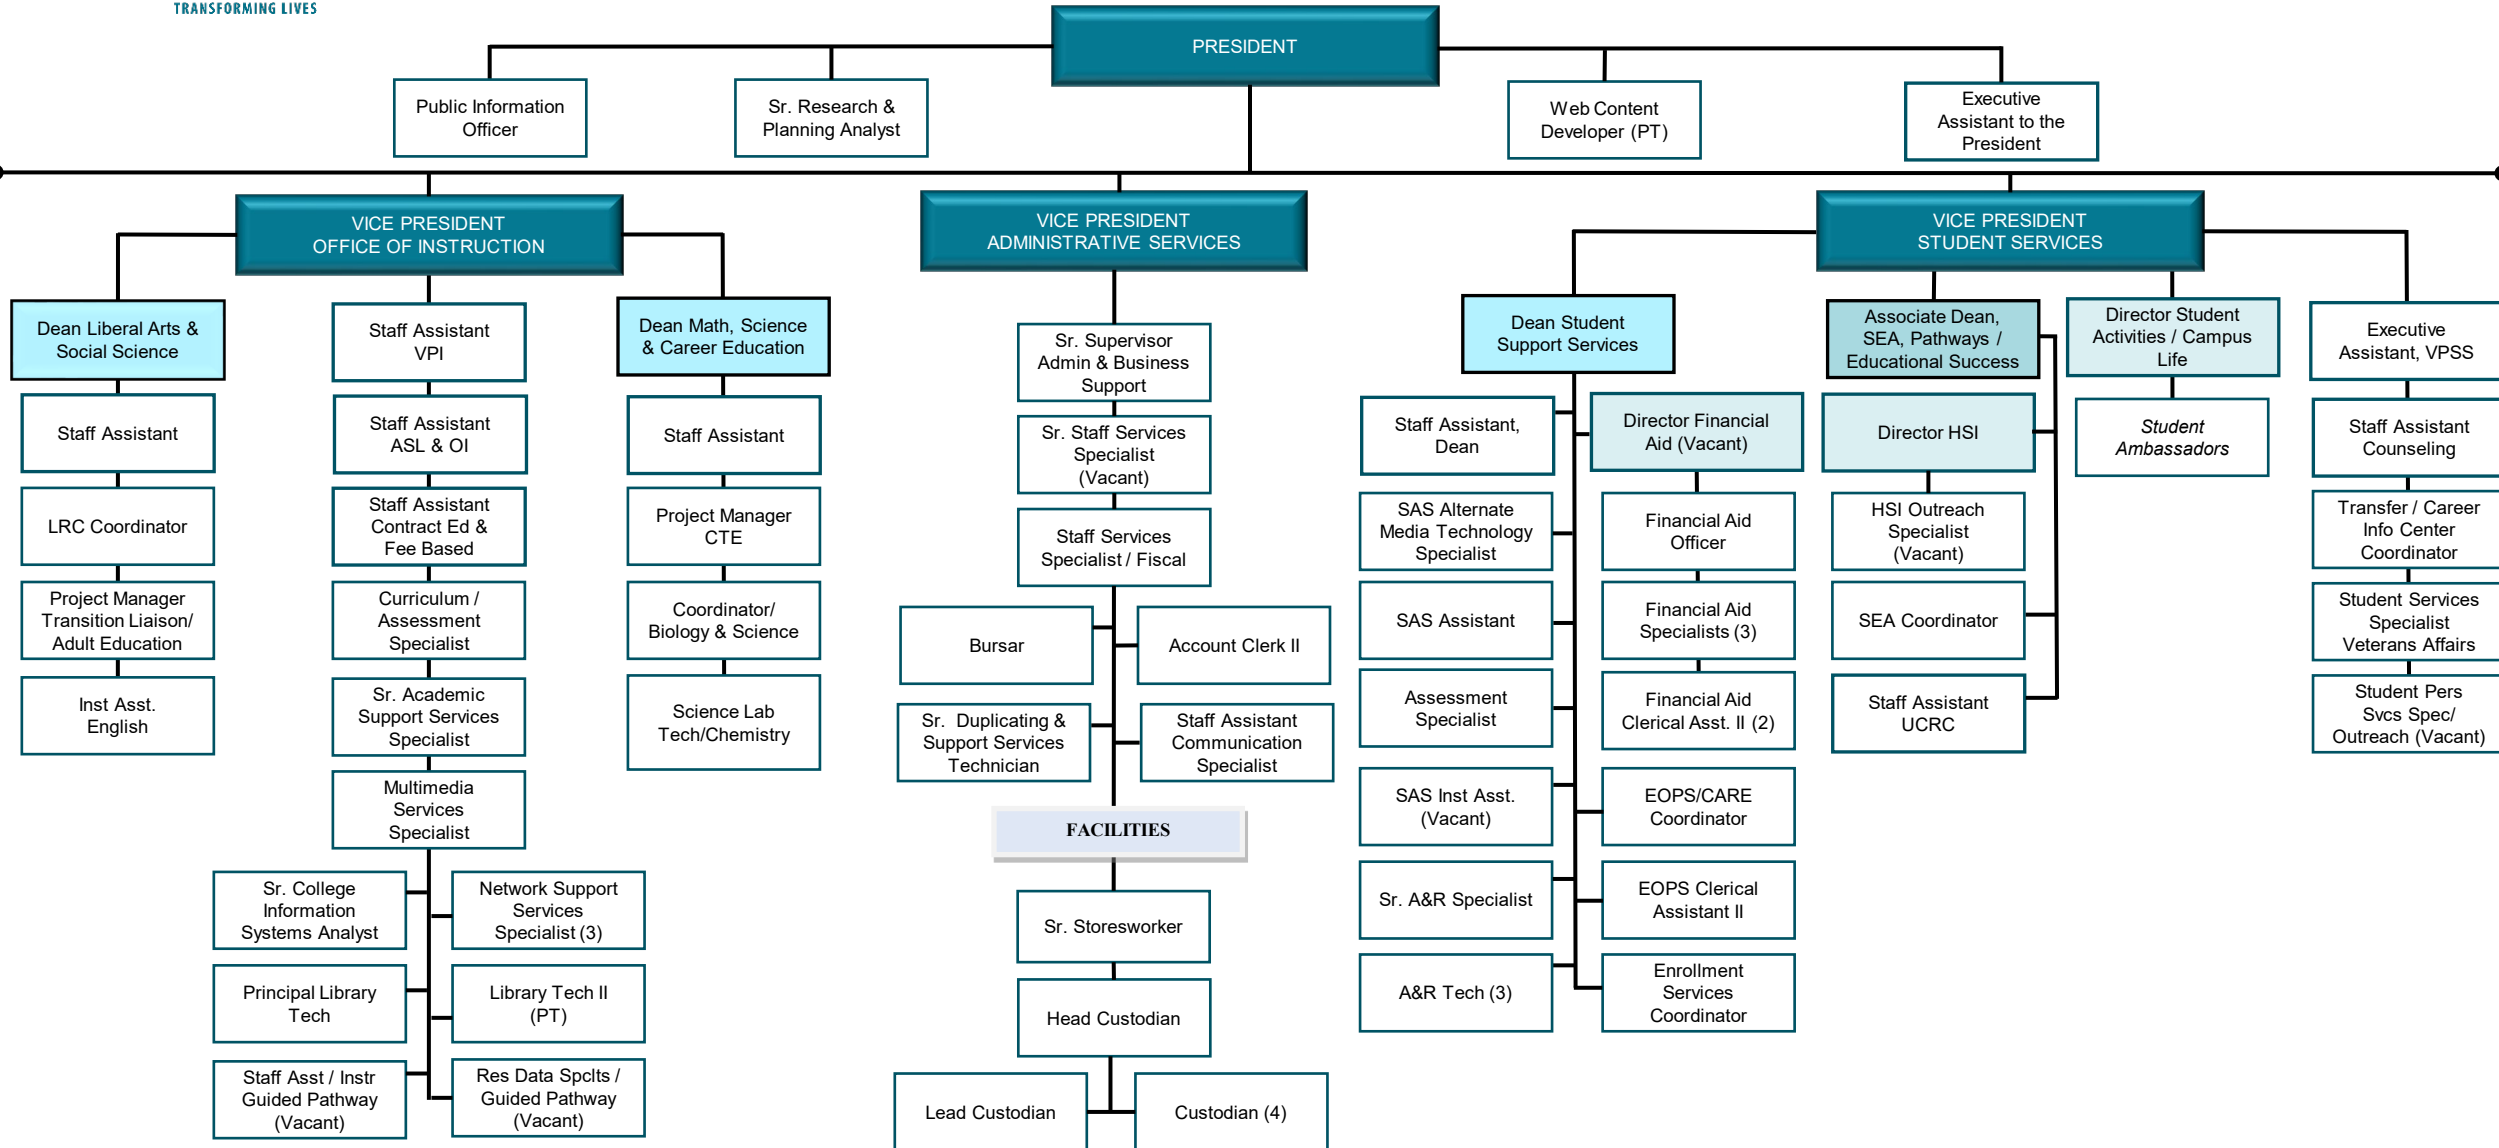 TRANSFORMING LIVES
PRESIDENT
Public Information
Officer
Sr. Research &
Planning Analyst
Web Content
Developer (PT)
Executive
Assistant to the
President
VICE PRESIDENT
OFFICE OF INSTRUCTION
VICE PRESIDENT
ADMINISTRATIVE SERVICES
VICE PRESIDENT
STUDENT SERVICES
Dean Liberal Arts &
Social Science
Staff Assistant
LRC Coordinator
Project Manager
Transition Liaison/
Adult Education
Inst Asst.
English
Staff Assistant
VPI
Staff Assistant
ASL & OI
Staff Assistant
Contract Ed &
Fee Based
Curriculum /
Assessment
Specialist
Sr. Academic
Support Services
Specialist
Multimedia
Services
Specialist
Sr. College
Information
Systems Analyst
Network Support
Services
Specialist (3)
Principal Library
Tech
Library Tech II
(PT)
Staff Asst / Instr
Guided Pathway
(Vacant)
Res Data Spclts /
Guided Pathway
(Vacant)
Dean Math, Science
& Career Education
Staff Assistant
Project Manager
CTE
Coordinator/
Biology & Science
Science Lab
Tech/Chemistry
Sr. Supervisor
Admin & Business
Support
Sr. Staff Services
Specialist
(Vacant)
Staff Services
Specialist / Fiscal
Bursar
Account Clerk II
Sr. Duplicating &
Support Services
Technician
Staff Assistant
Communication
Specialist
FACILITIES
Sr. Storesworker
Head Custodian
Lead Custodian
Custodian (4)
Dean Student
Support Services
Staff Assistant,
Dean
SAS Alternate
Media Technology
Specialist
SAS Assistant
Assessment
Specialist
SAS Inst Asst.
(Vacant)
Sr. A&R Specialist
A&R Tech (3)
Director Financial
Aid (Vacant)
Financial Aid
Officer
Financial Aid
Specialists (3)
Financial Aid
Clerical Asst. II (2)
EOPS/CARE
Coordinator
EOPS Clerical
Assistant II
Enrollment
Services
Coordinator
Associate Dean,
SEA, Pathways /
Educational Success
Director HSI
HSI Outreach
Specialist
(Vacant)
SEA Coordinator
Staff Assistant
UCRC
Director Student
Activities / Campus
Life
Student
Ambassadors
Executive
Assistant, VPSS
Staff Assistant
Counseling
Transfer / Career
Info Center
Coordinator
Student Services
Specialist
Veterans Affairs
Student Pers
Svcs Spec/
Outreach (Vacant)